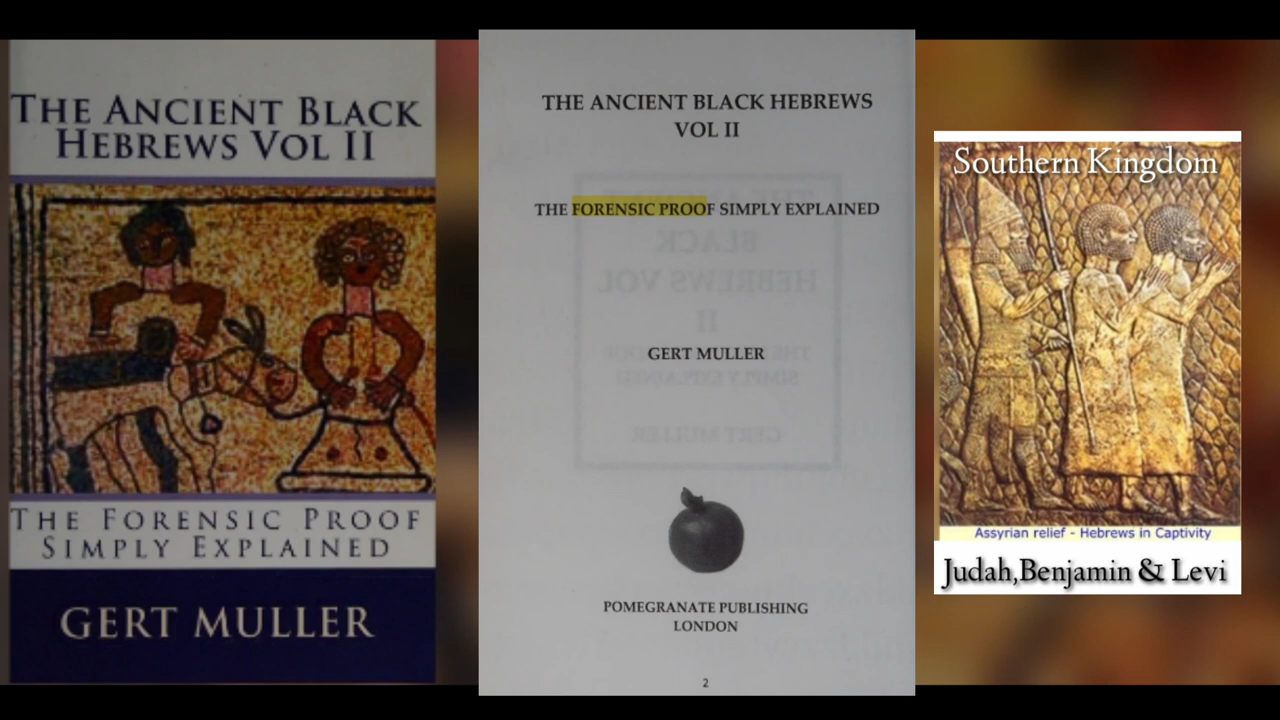 THE ANCIENT BLACK
HEBREWS VOL II
THE FORENSIC PROOF
SIMPLY EXPLAINED
GERT MULLER
THE ANCIENT BLACK HEBREWS
VOL II
THE FORENSIC PROOF SIMPLY EXPLAINED
GERT MULLER
POMEGRANATE PUBLISHING
LONDON
2
Southern Kingdom
Assyrian relief - Hebrews in Captivity
Judah,Benjamin & Levi